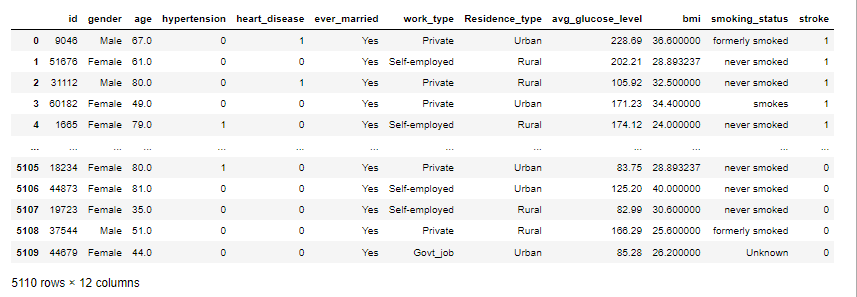 id gender age hypertension heart_disease ever_married work_type Residence_type avg_glucose_level bmi smoking_status stroke
0 9046 Male 67.0 0 1 Yes Private Urban 228.69 36.600000 formerly smoked 1
1 51676 Female 61.0 0 0 Yes Self-employed Rural 202.21 28.893237 never smoked 1
2 31112 Male 80.0 0 1 Yes Private Rural 105.92 32.500000 never smoked 1
3 60182 Female 49.0 0 0 Yes Private Urban 171.23 34.400000 smokes 1
4 1665 Female 79.0 1 0 Yes Self-employed Rural 174.12 24.000000 never smoked 1
... ... ... ... ... ... ... ... ... ... ... ... ...
5105 18234 Female 80.0 1 0 Yes Private Urban 83.75 28.893237 never smoked 0
5106 44873 Female 81.0 0 0 Yes Self-employed Urban 125.20 40.000000 never smoked 0
5107 19723 Female 35.0 0 0 Yes Self-employed Rural 82.99 30.600000 never smoked 0
5108 37544 Male 51.0 0 0 Yes Private Rural 166.29 25.600000 formerly smoked 0
5109 44679 Female 44.0 0 0 Yes Govt_job Urban 85.28 26.200000 Unknown 0
5110 rows × 12 columns